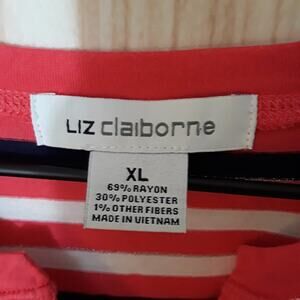 LIZ claiborne
XL
69% RAYON
30% POLYESTER
1% OTHER FIBERS
MADE IN VIETNAM